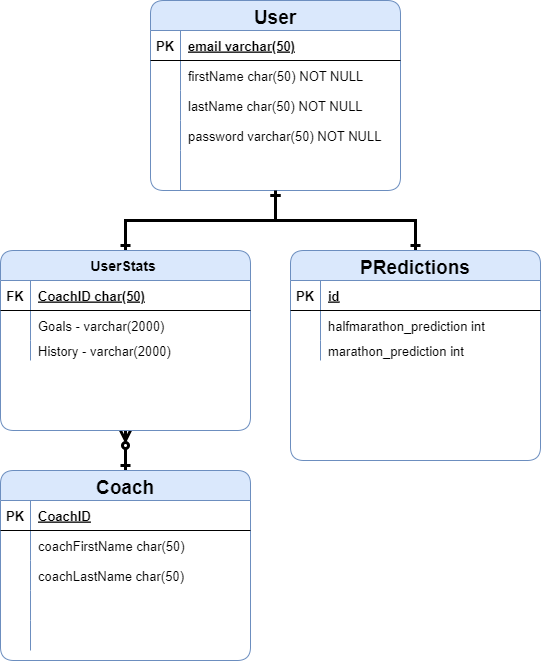 User
PK email varchar(50)
firstName char(50) NOT NULL
lastName char(50) NOT NULL
password varchar(50) NOT NULL
UserStats
FK CoachID char(50)
Goals - varchar(2000)
History - varchar(2000)
PRedictions
PK id
halfmarathon_prediction int
marathon_prediction int
Coach
PK CoachID
coachFirstName char(50)
coachLastName char(50)